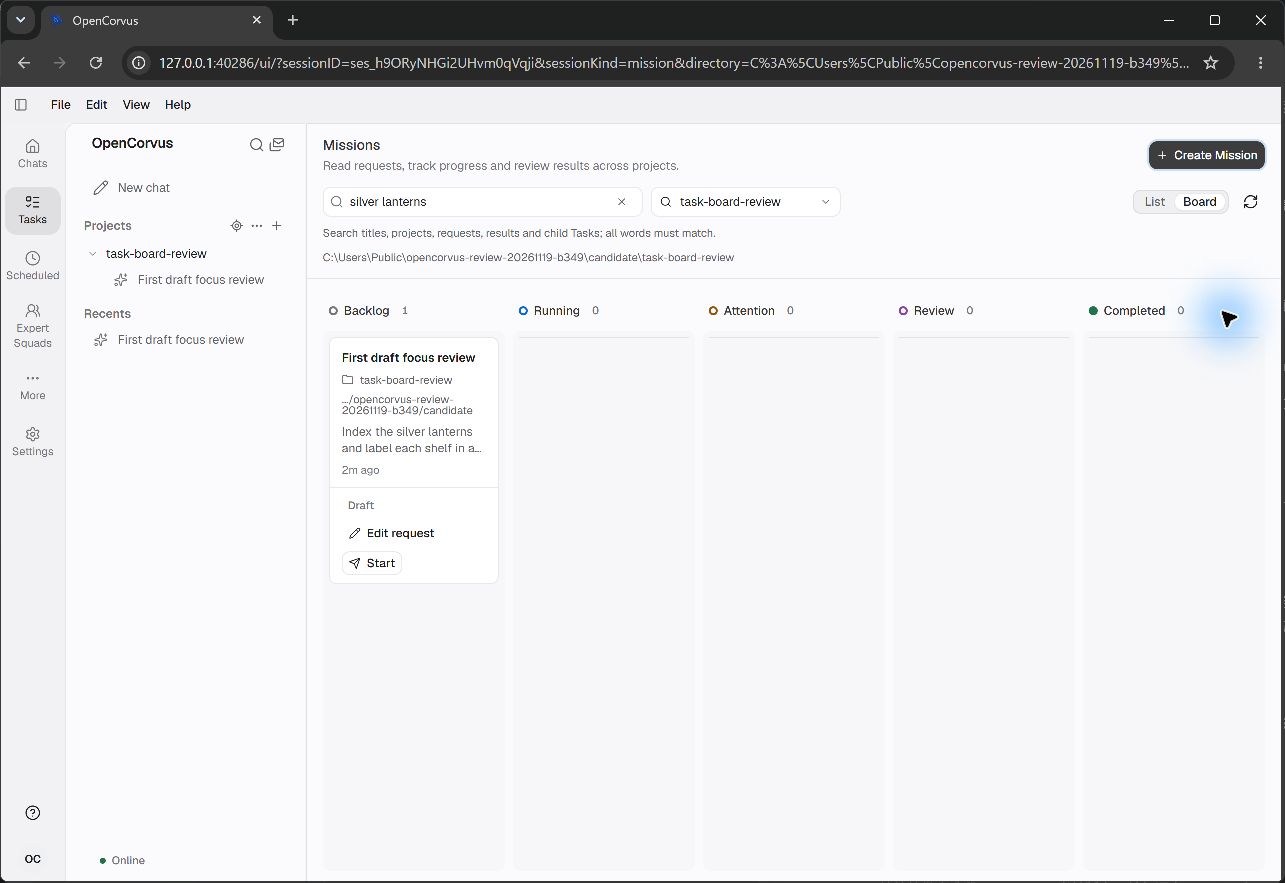 OpenCorvus
127.0.0.1:40286/ui/?sessionID=ses_h9ORyNHGi2UHvm0qVqji&sessionKind=mission&directory=C%3A%5CUsers%5CPublic%5Copencorvus-review-20261119-b349%5...
File Edit View Help
Chats
Tasks
Scheduled
Expert
Squads
More
Settings
OC
OpenCorvus
New chat
Projects
task-board-review
First draft focus review
Recents
First draft focus review
Online
Missions
Read requests, track progress and review results across projects.
Create Mission
silver lanterns
task-board-review
List Board
Search titles, projects, requests, results and child Tasks; all words must match.
C:\Users\Public\opencorvus-review-20261119-b349\candidate\task-board-review
Backlog 1
Running 0
Attention 0
Review 0
Completed 0
First draft focus review
task-board-review
.../opencorvus-review-
20261119-b349/candidate
Index the silver lanterns
and label each shelf in a...
2m ago
Draft
Edit request
Start